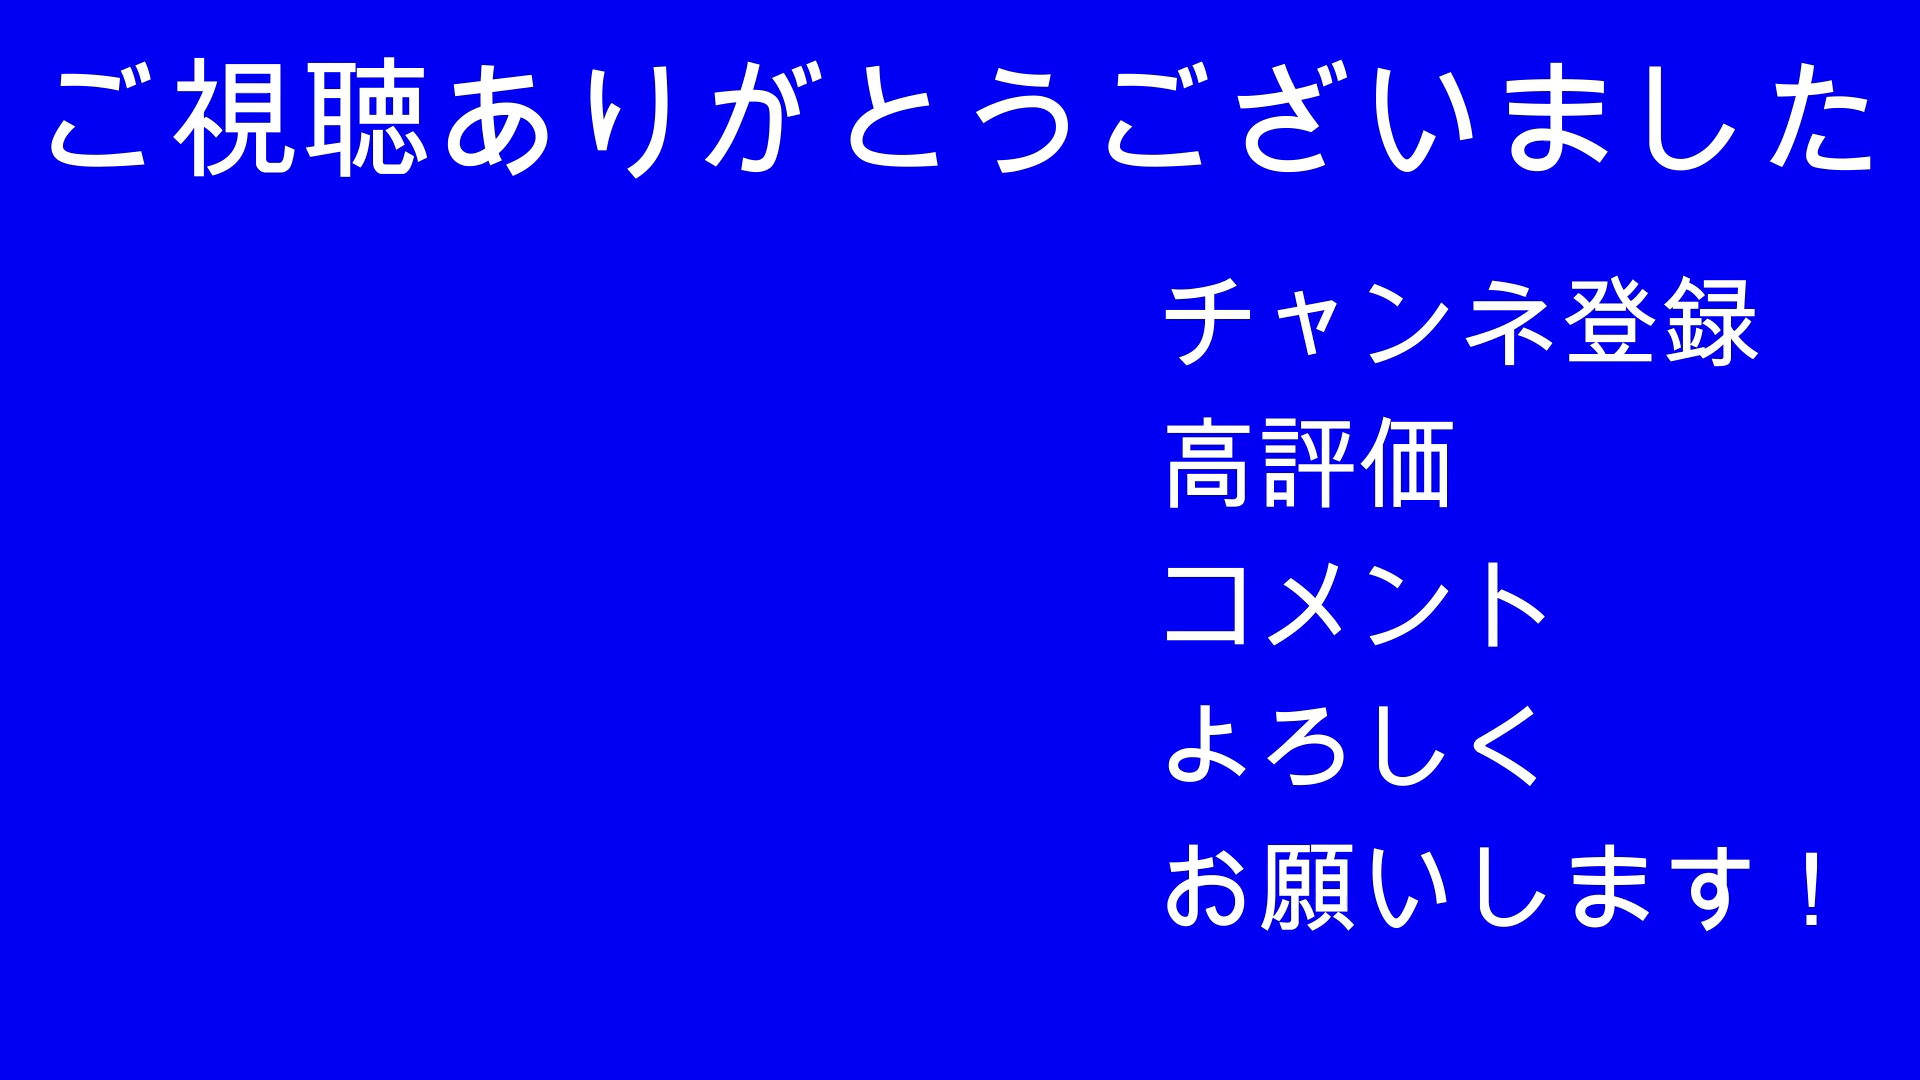 ご視聴ありがとうございました
チャンネ登録
高評価
コメント
よろしく
お願いします！